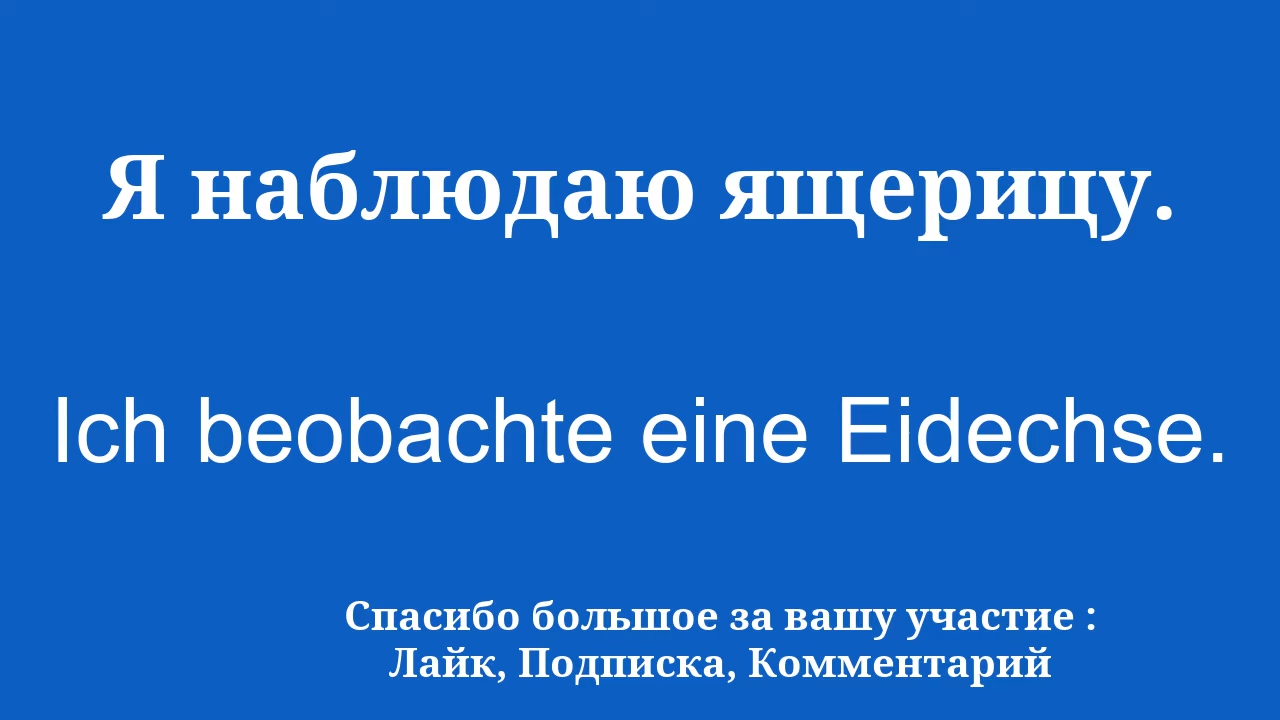 Я наблюдаю ящерицу.
Ich beobachte eine Eidechse.
Спасибо большое за вашу участие :
Лайк, Подписка, Комментарий